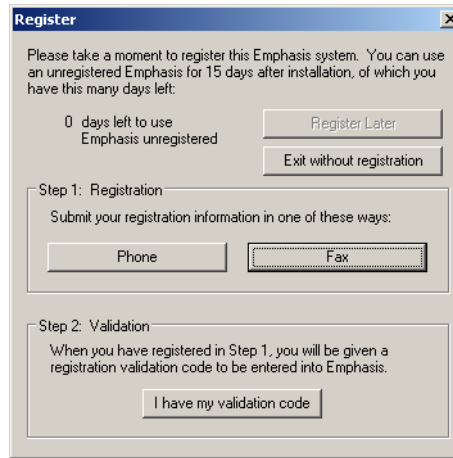 Register
Please take a moment to register this Emphasis system. You can use
an unregistered Emphasis for 15 days after installation, of which you
have this many days left:
0 days left to use
Emphasis unregistered
Register Later
Exit without registration
Step 1: Registration
Submit your registration information in one of these ways:
Phone
Fax
Step 2: Validation
When you have registered in Step 1, you will be given a
registration validation code to be entered into Emphasis.
I have my validation code